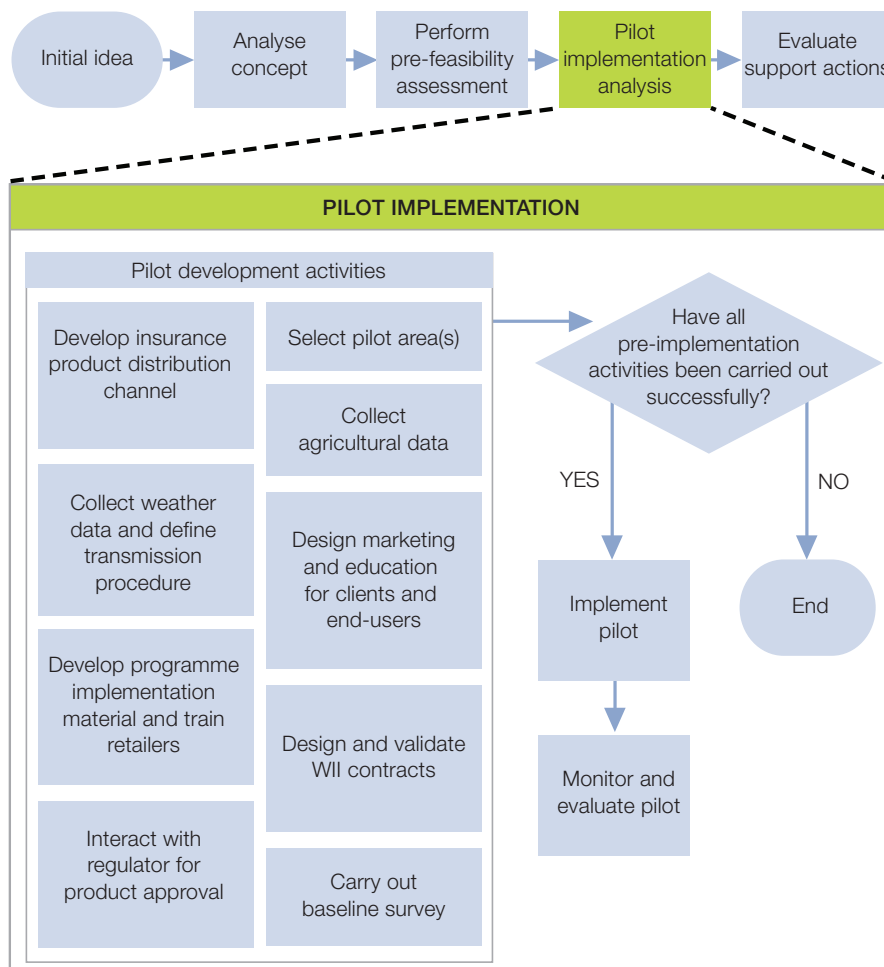 Initial idea
Analyse
concept
Perform
pre-feasibility
assessment
Pilot
implementation
analysis
Evaluate
support actions
PILOT IMPLEMENTATION
Pilot development activities
Develop insurance
product distribution
channel
Collect weather
data and define
transmission
procedure
Develop programme
implementation
material and train
retailers
Interact with
regulator for
product approval
Select pilot area(s)
Collect
agricultural data
Design marketing
and education
for clients and
end-users
Design and validate
WII contracts
Carry out
baseline survey
Have all
pre-implementation
activities been carried out
successfully?
YES
NO
Implement
pilot
End
Monitor and
evaluate pilot